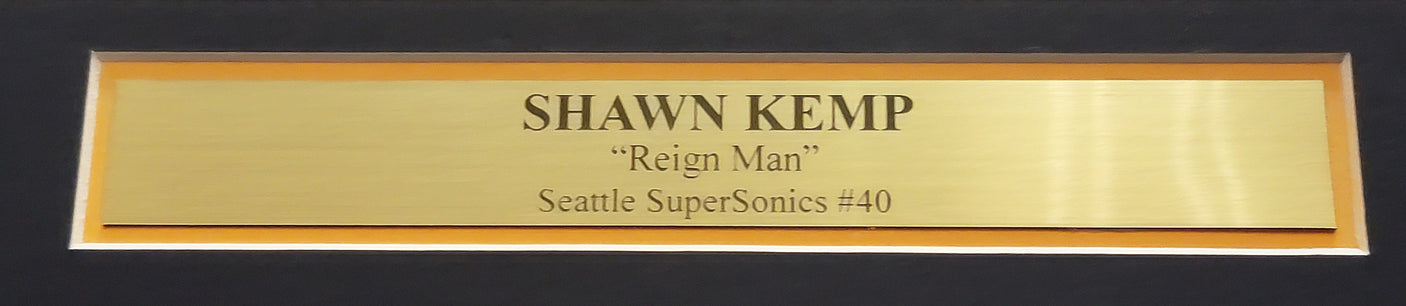 SHAWN KEMP
“Reign Man”
Seattle SuperSonics #40